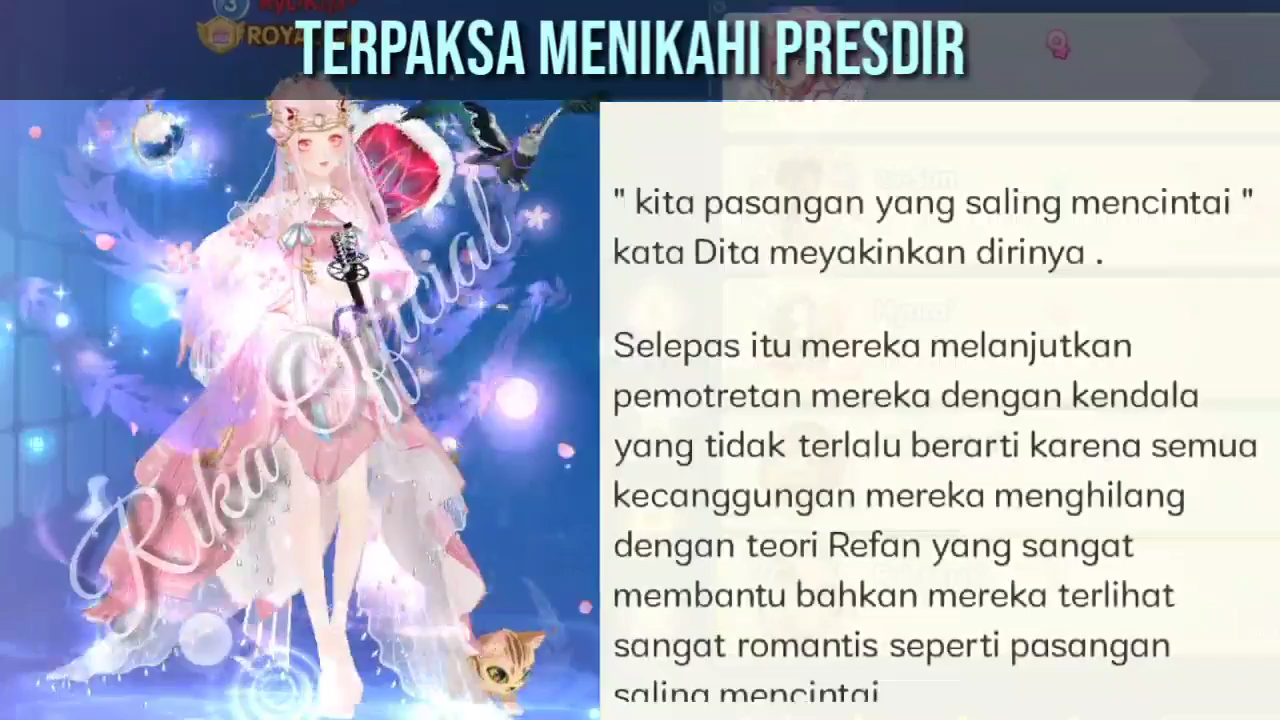 3
ROYA
TERPAKSA MENIKAHI PRESDIR
Rika Official
" kita pasangan yang saling mencintai "
kata Dita meyakinkan dirinya .
Selepas itu mereka melanjutkan
pemotretan mereka dengan kendala
yang tidak terlalu berarti karena semua
kecanggungan mereka menghilang
dengan teori Refan yang sangat
membantu bahkan mereka terlihat
sangat romantis seperti pasangan
saling mencintai